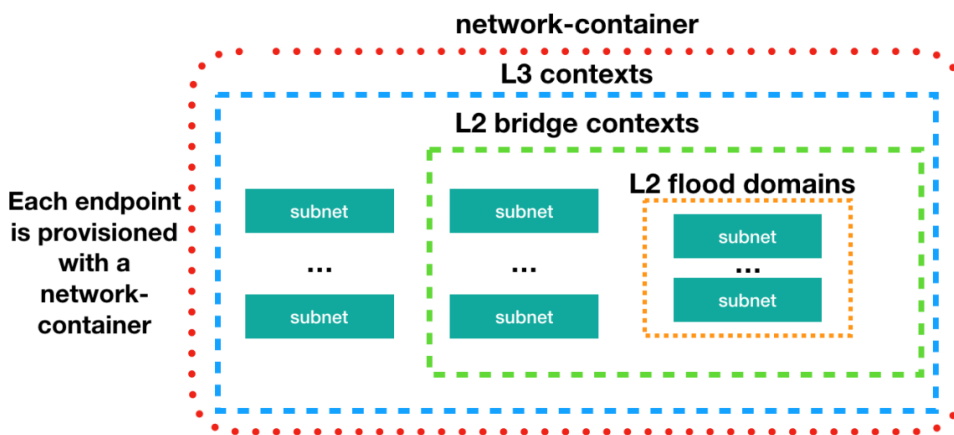 network-container
L3 contexts
L2 bridge contexts
L2 flood domains
Each endpoint
is provisioned
with a
network-
container
subnet
subnet
subnet
...
...
...
subnet
subnet
subnet